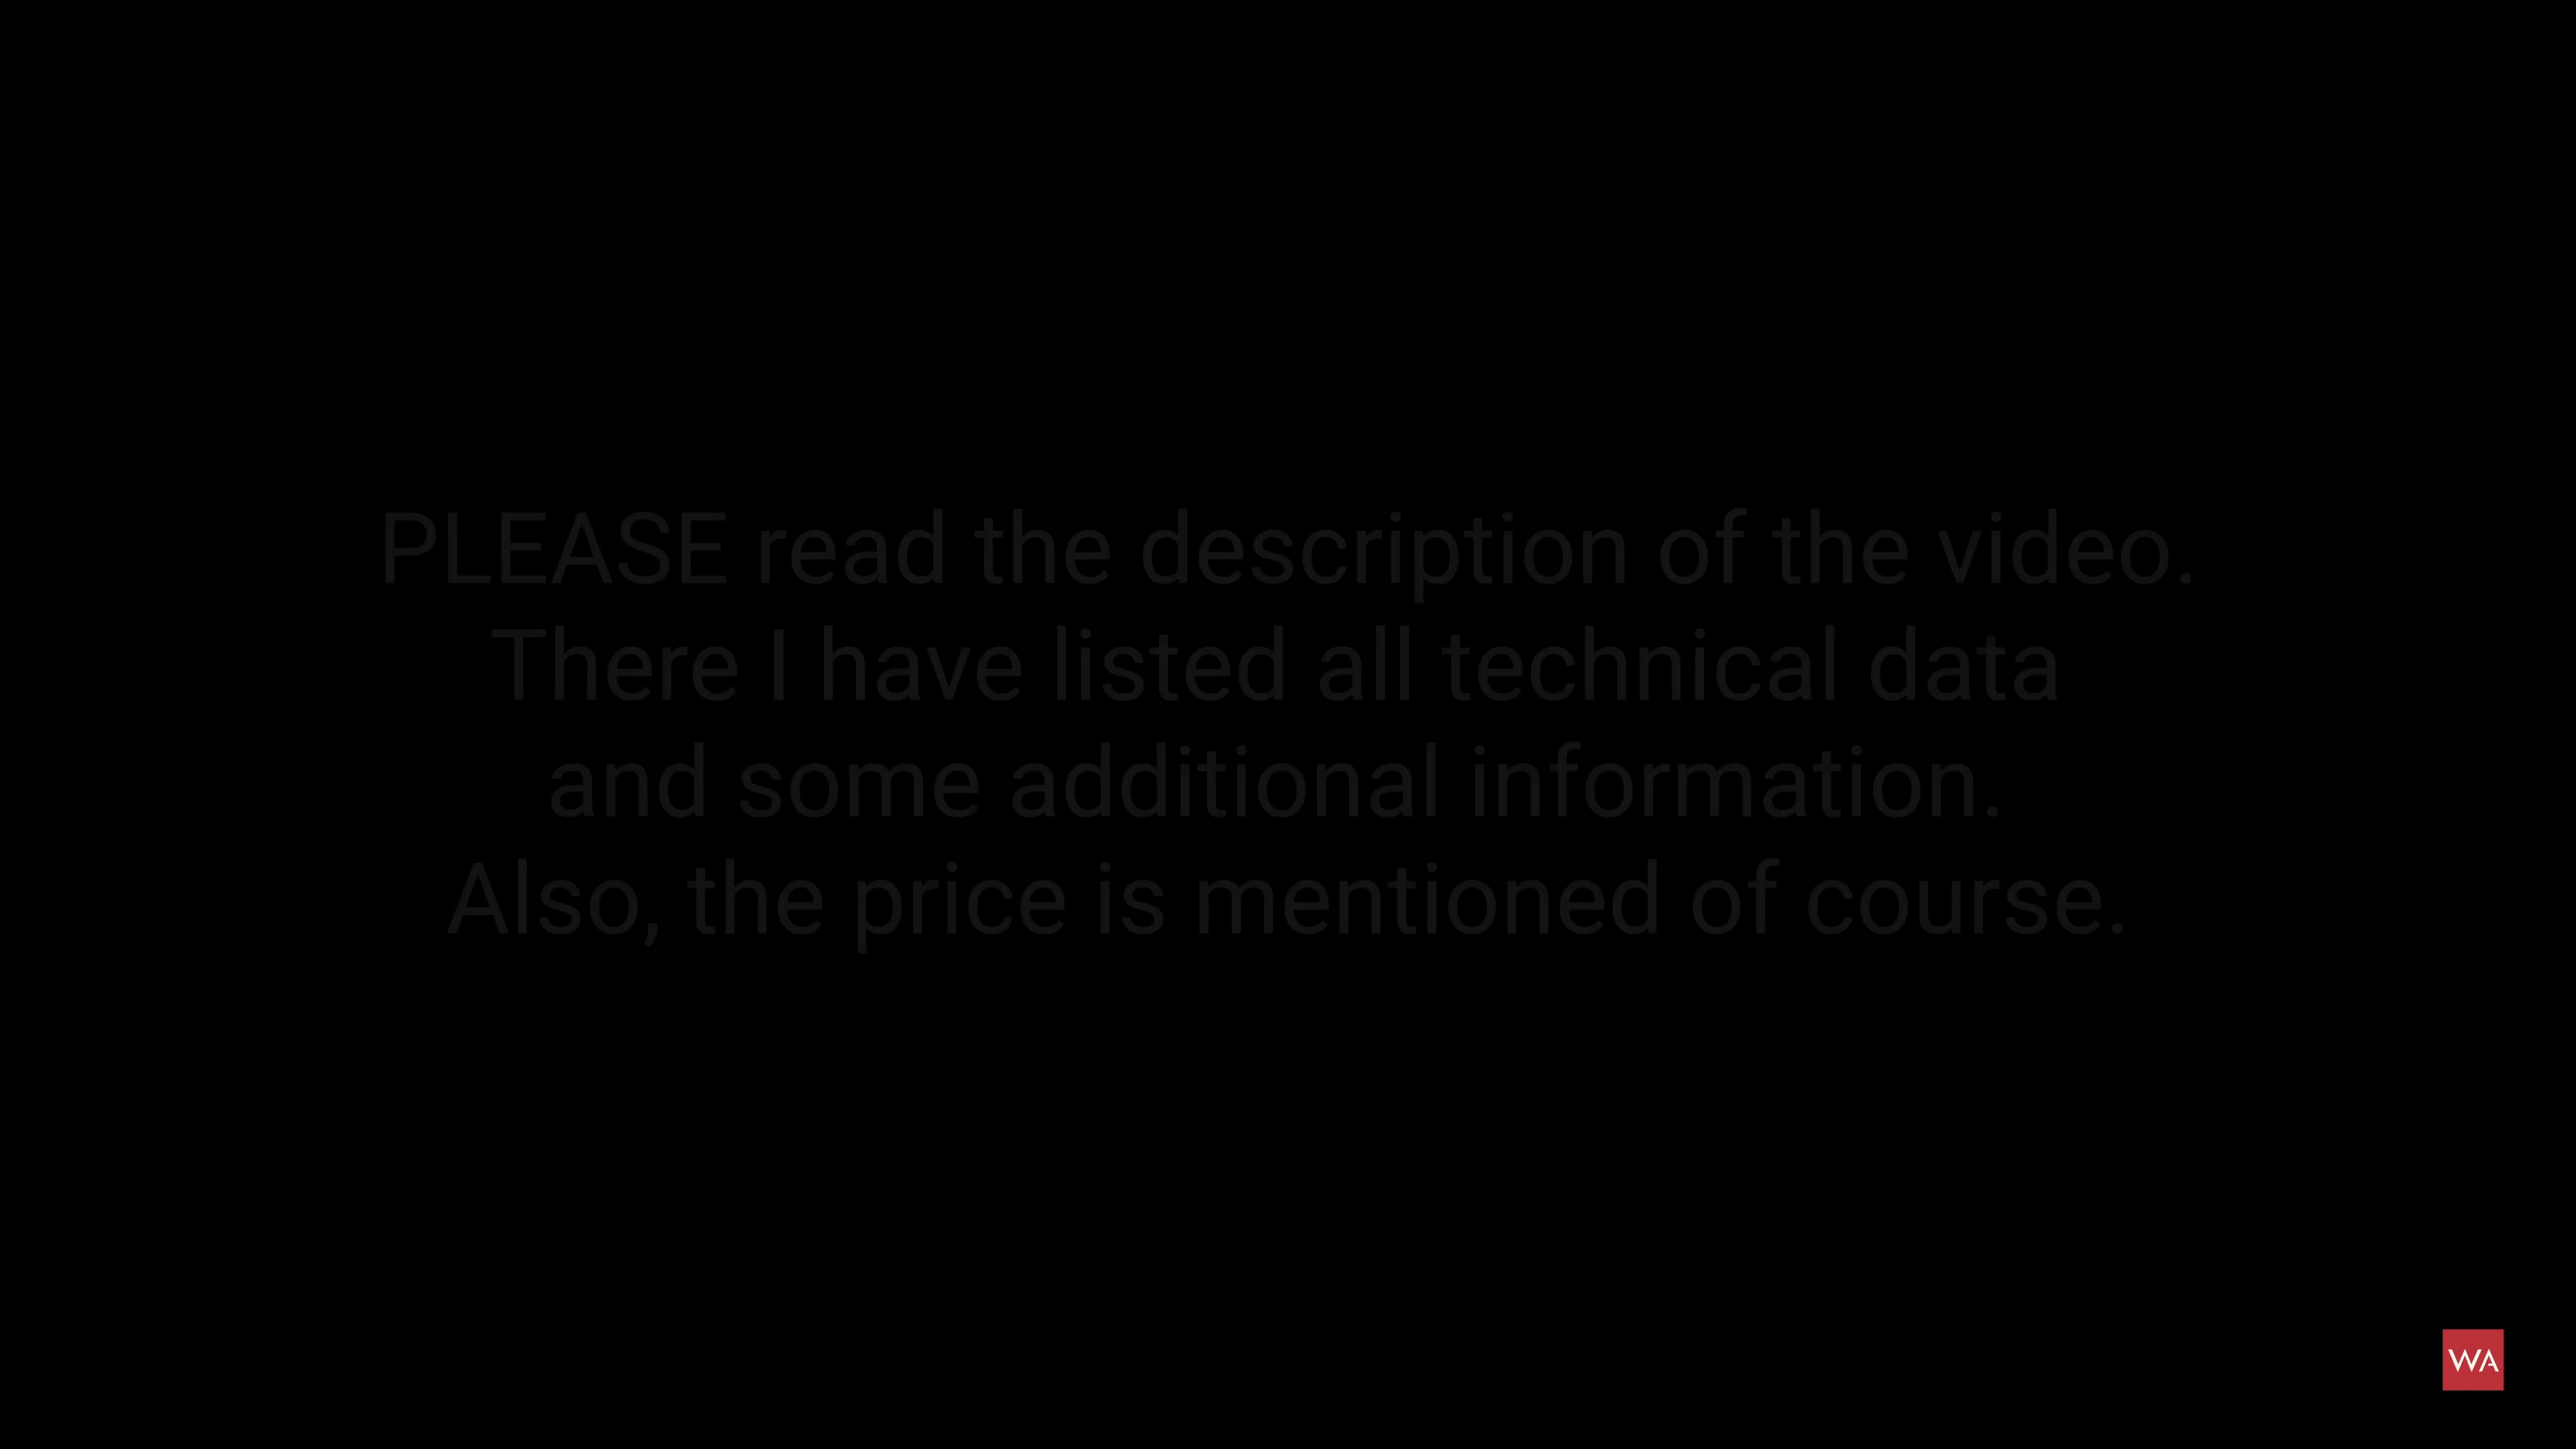 PLEASE read the description of the video.
There I have listed all technical data
and some additional information.
Also, the price is mentioned of course.
WA